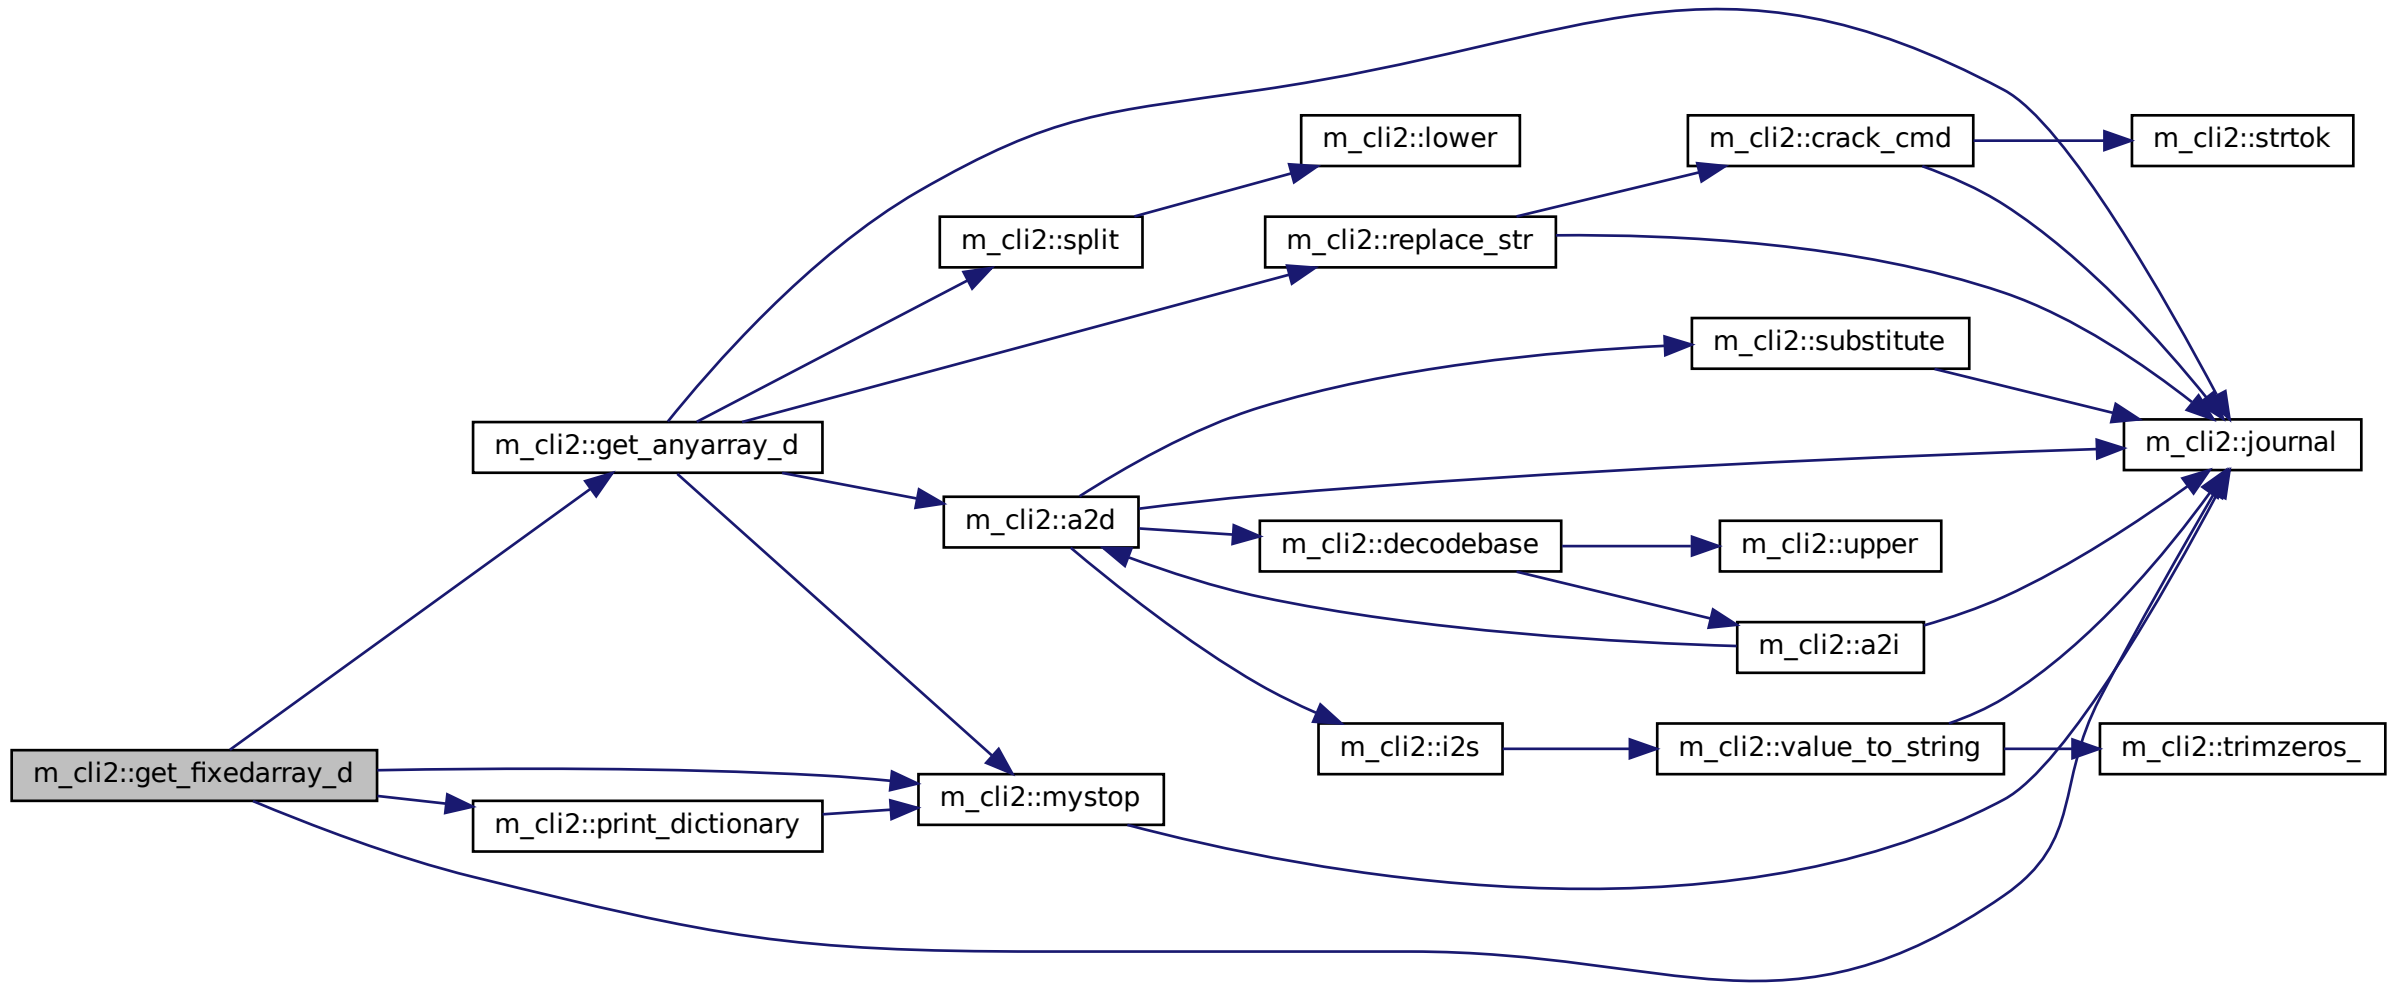 m_cli2::lower
m_cli2::crack_cmd
m_cli2::strtok
m_cli2::split
m_cli2::replace_str
m_cli2::substitute
m_cli2::get_anyarray_d
m_cli2::journal
m_cli2::a2d
m_cli2::decodebase
m_cli2::upper
m_cli2::a2i
m_cli2::i2s
m_cli2::value_to_string
m_cli2::trimzeros_
m_cli2::get_fixedarray_d
m_cli2::mystop
m_cli2::print_dictionary